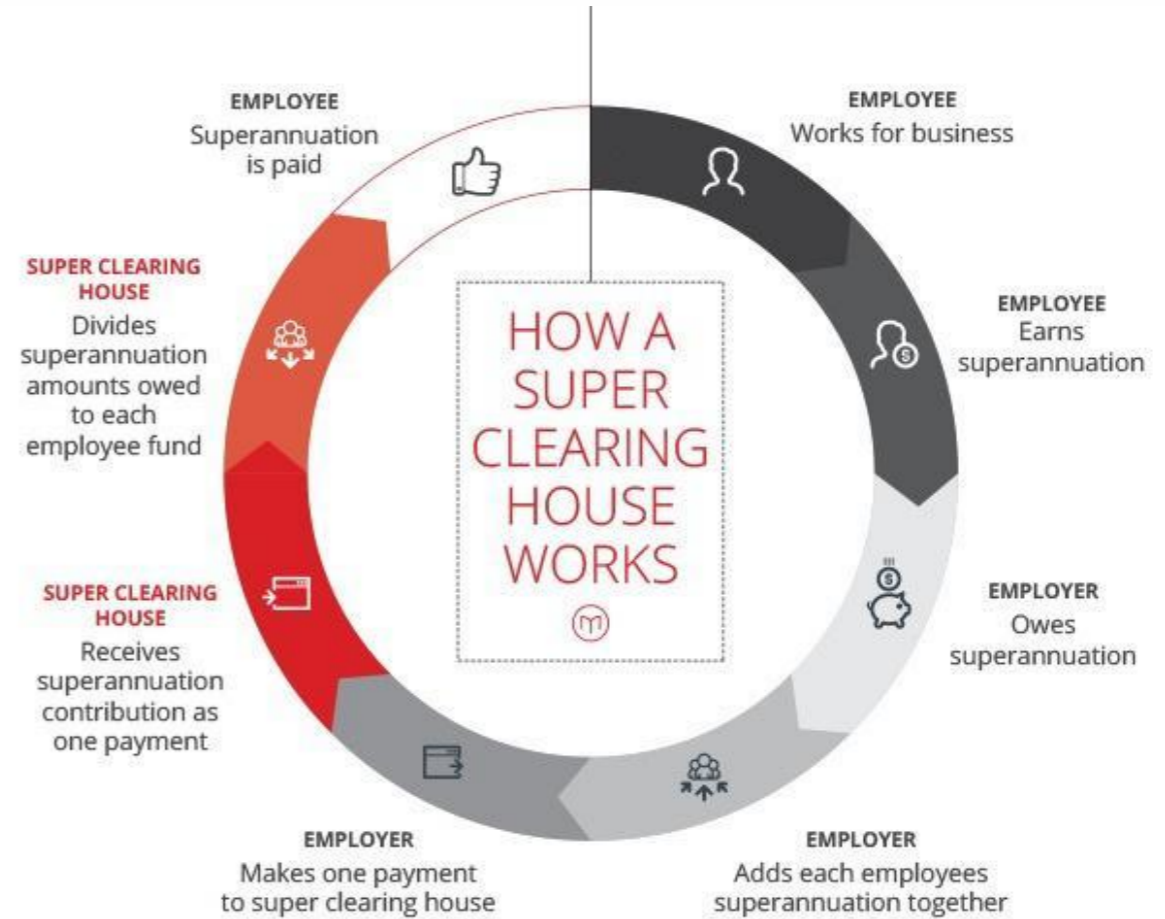 EMPLOYEE
Works for business
EMPLOYEE
Earns
superannuation
EMPLOYER
Owes
superannuation
EMPLOYER
Adds each employees
superannuation together
EMPLOYER
Makes one payment
to super clearing house
SUPER CLEARING
HOUSE
Receives
superannuation
contribution as
one payment
SUPER CLEARING
HOUSE
Divides
superannuation
amounts owed
to each
employee fund
EMPLOYEE
Superannuation
is paid
HOW A
SUPER
CLEARING
HOUSE
WORKS